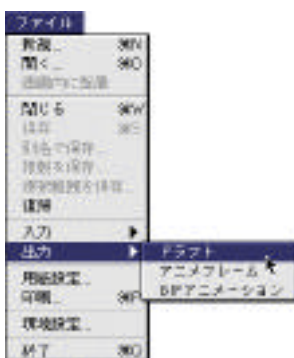 ファイル
新規...
⌘N
開く...
⌘O
閉じる
⌘W
保存
⌘S
別名で保存...
復帰
入力
出力
ドラフト
アニメフレーム
GIFアニメーション
用紙設定...
印刷...
⌘P
環境設定...
終了
⌘Q